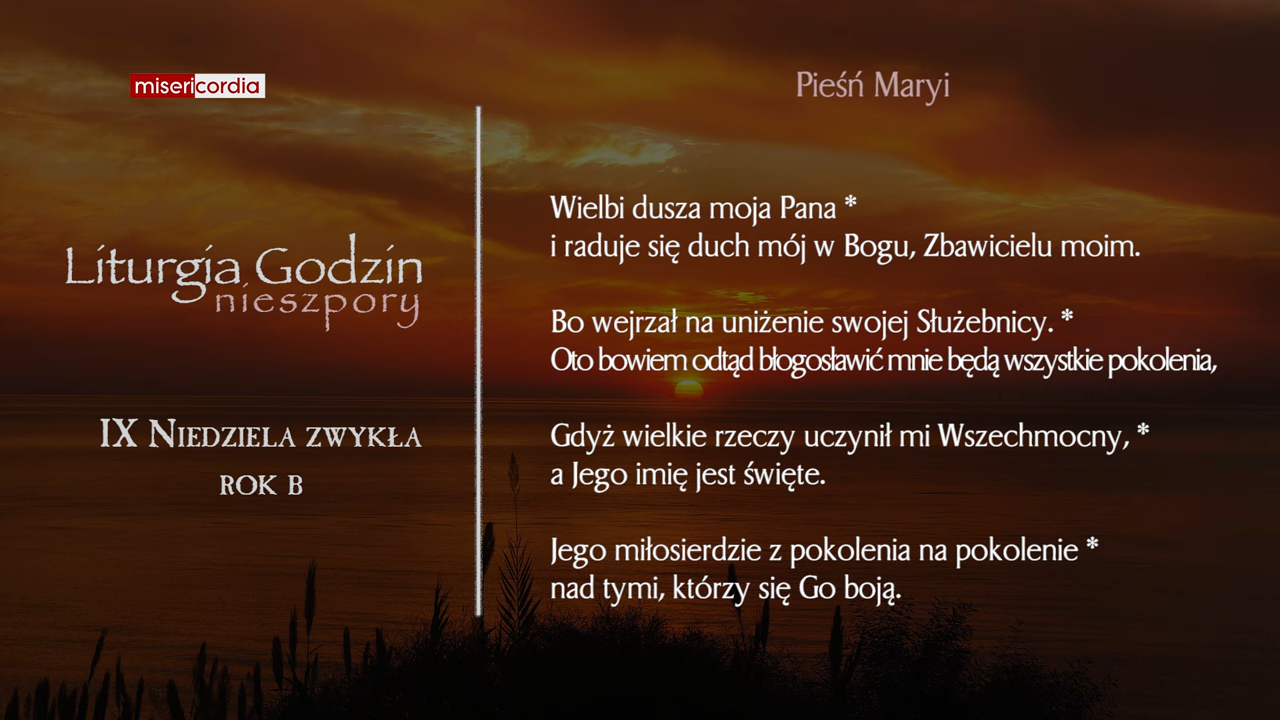 misericordia
Liturgia Godzin
nieszpory
IX Niedziela zwykła
rok B
Pieśń Maryi
Wielbi dusza moja Pana *
i raduje się duch mój w Bogu, Zbawicielu moim.
Bo wejrzał na uniżenie swojej Służebnicy. *
Oto bowiem odtąd błogosławić mnie będą wszystkie pokolenia,
Gdyż wielkie rzeczy uczynił mi Wszechmocny, *
a Jego imię jest święte.
Jego miłosierdzie z pokolenia na pokolenie *
nad tymi, którzy się Go boją.